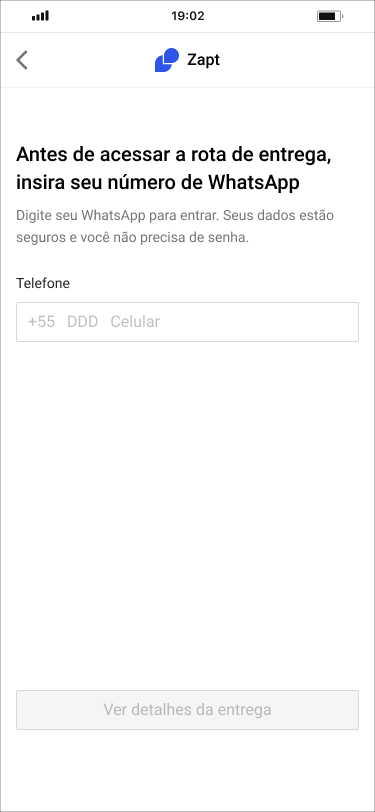 19:02
Zapt
Antes de acessar a rota de entrega,
insira seu número de WhatsApp
Digite seu WhatsApp para entrar. Seus dados estão
seguros e você não precisa de senha.
Telefone
+55 DDD Celular
Ver detalhes da entrega